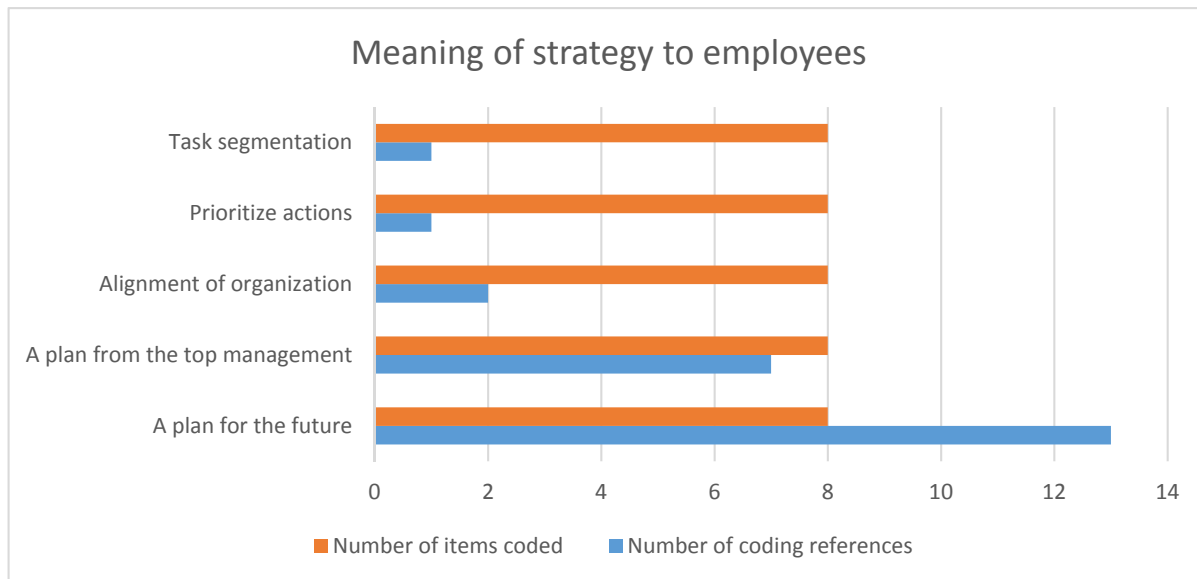 Meaning of strategy to employees
Task segmentation
Prioritize actions
Alignment of organization
A plan from the top management
A plan for the future
0 2 4 6 8 10 12 14
Number of items coded Number of coding references